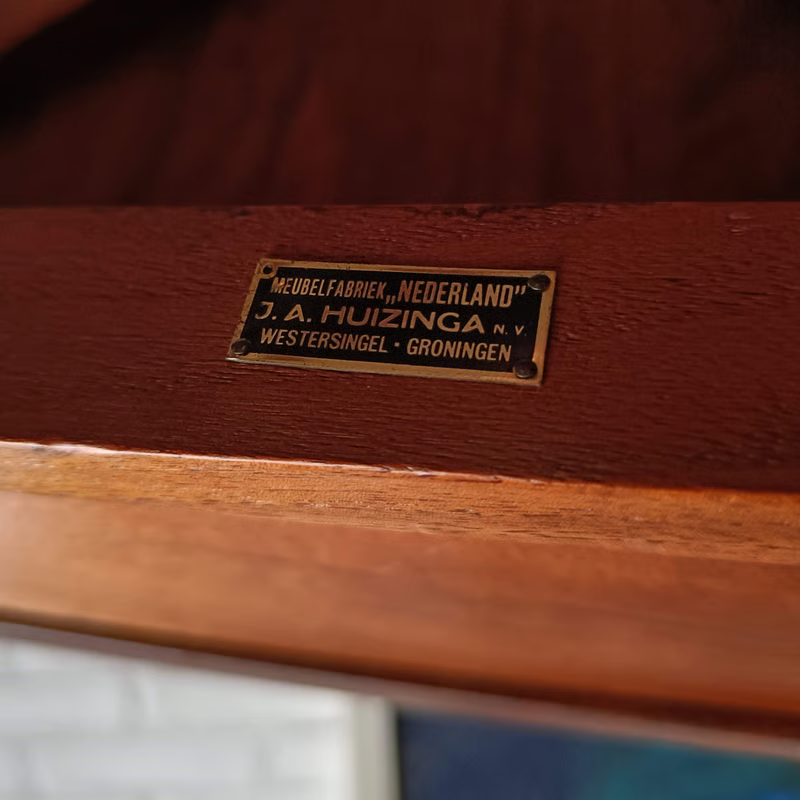 MEUBELFABRIEK „NEDERLAND”
J. A. HUIZINGA N. V.
WESTERSINGEL · GRONINGEN